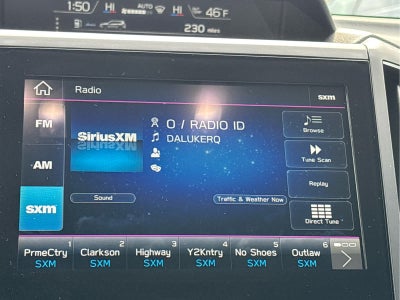 1:50 HI AUTO HI 46°F
230 miles
Radio
sxm
FM
AM
sxm
SiriusXM
0 / RADIO ID
DALUKERQ
Sound
Traffic & Weather Now
Browse
Tune Scan
Replay
Direct Tune
1 PrmeCtry SXM
2 Clarkson SXM
3 Highway SXM
4 Y2Kntry SXM
5 No Shoes SXM
6 Outlaw SXM